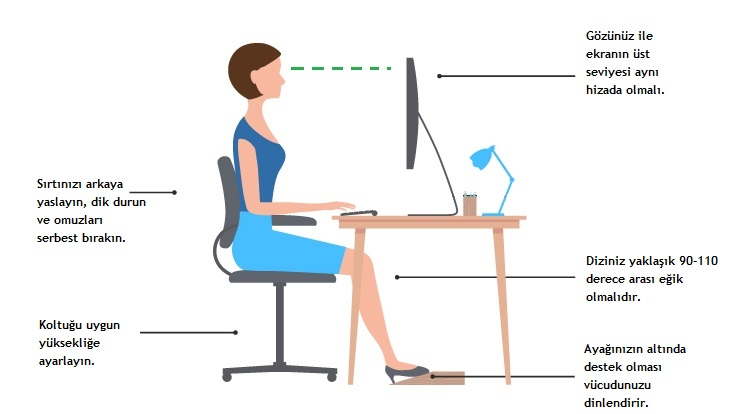 Gözünüz ile
ekranın üst
seviyesi aynı
hizada olmalı.
Sırtınızı arkaya
yaslayın, dik durun
ve omuzları
serbest bırakın.
Diziniz yaklaşık 90-110
derece arası eğik
olmalıdır.
Koltuğu uygun
yüksekliğe
ayarlayın.
Ayağınızın altında
destek olması
vücudunuzu
dinlendirir.